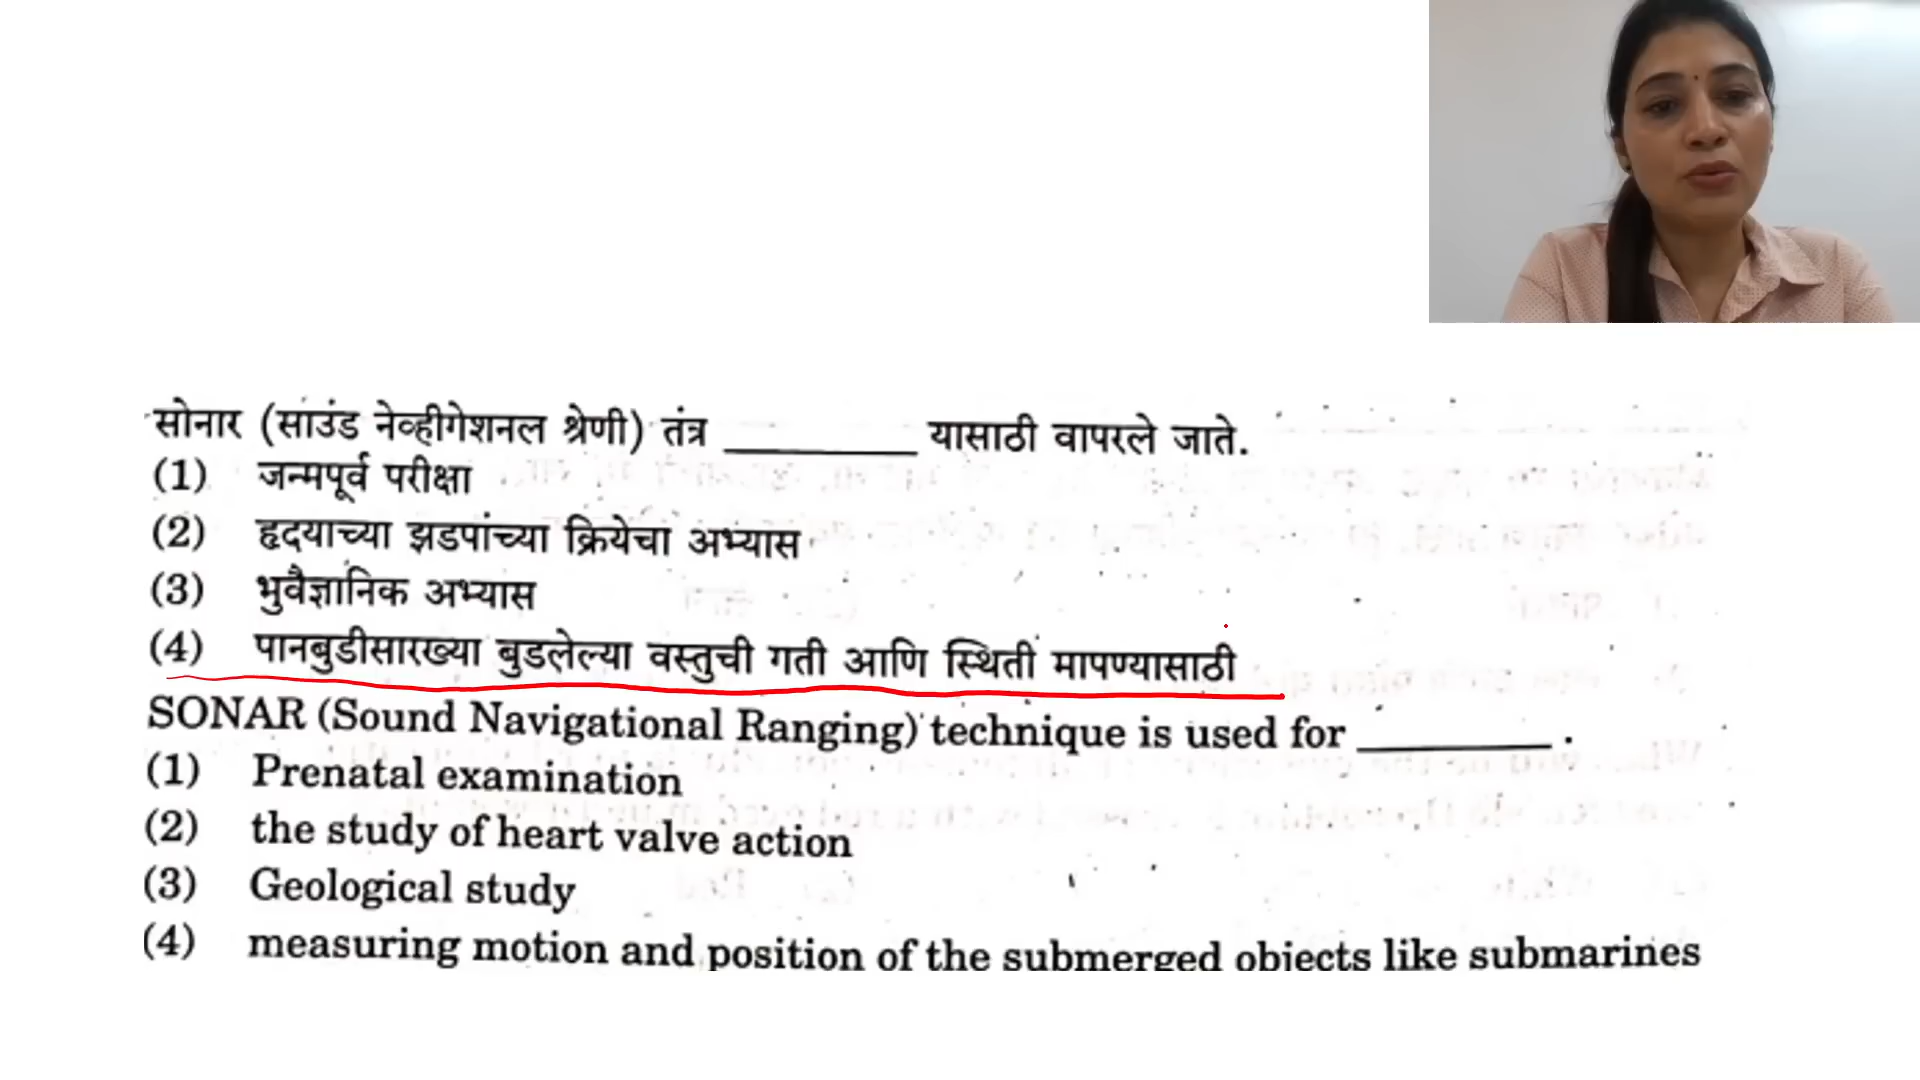 सोनार (साउंड नेव्हीगेशनल श्रेणी) तंत्र __________ यासाठी वापरले जाते.
(1) जन्मपूर्व परीक्षा
(2) हृदयाच्या झडपांच्या क्रियेचा अभ्यास
(3) भुवैज्ञानिक अभ्यास
(4) पानबुडीसारख्या बुडलेल्या वस्तुची गती आणि स्थिती मापण्यासाठी
SONAR (Sound Navigational Ranging) technique is used for __________ .
(1) Prenatal examination
(2) the study of heart valve action
(3) Geological study
(4) measuring motion and position of the submerged objects like submarines